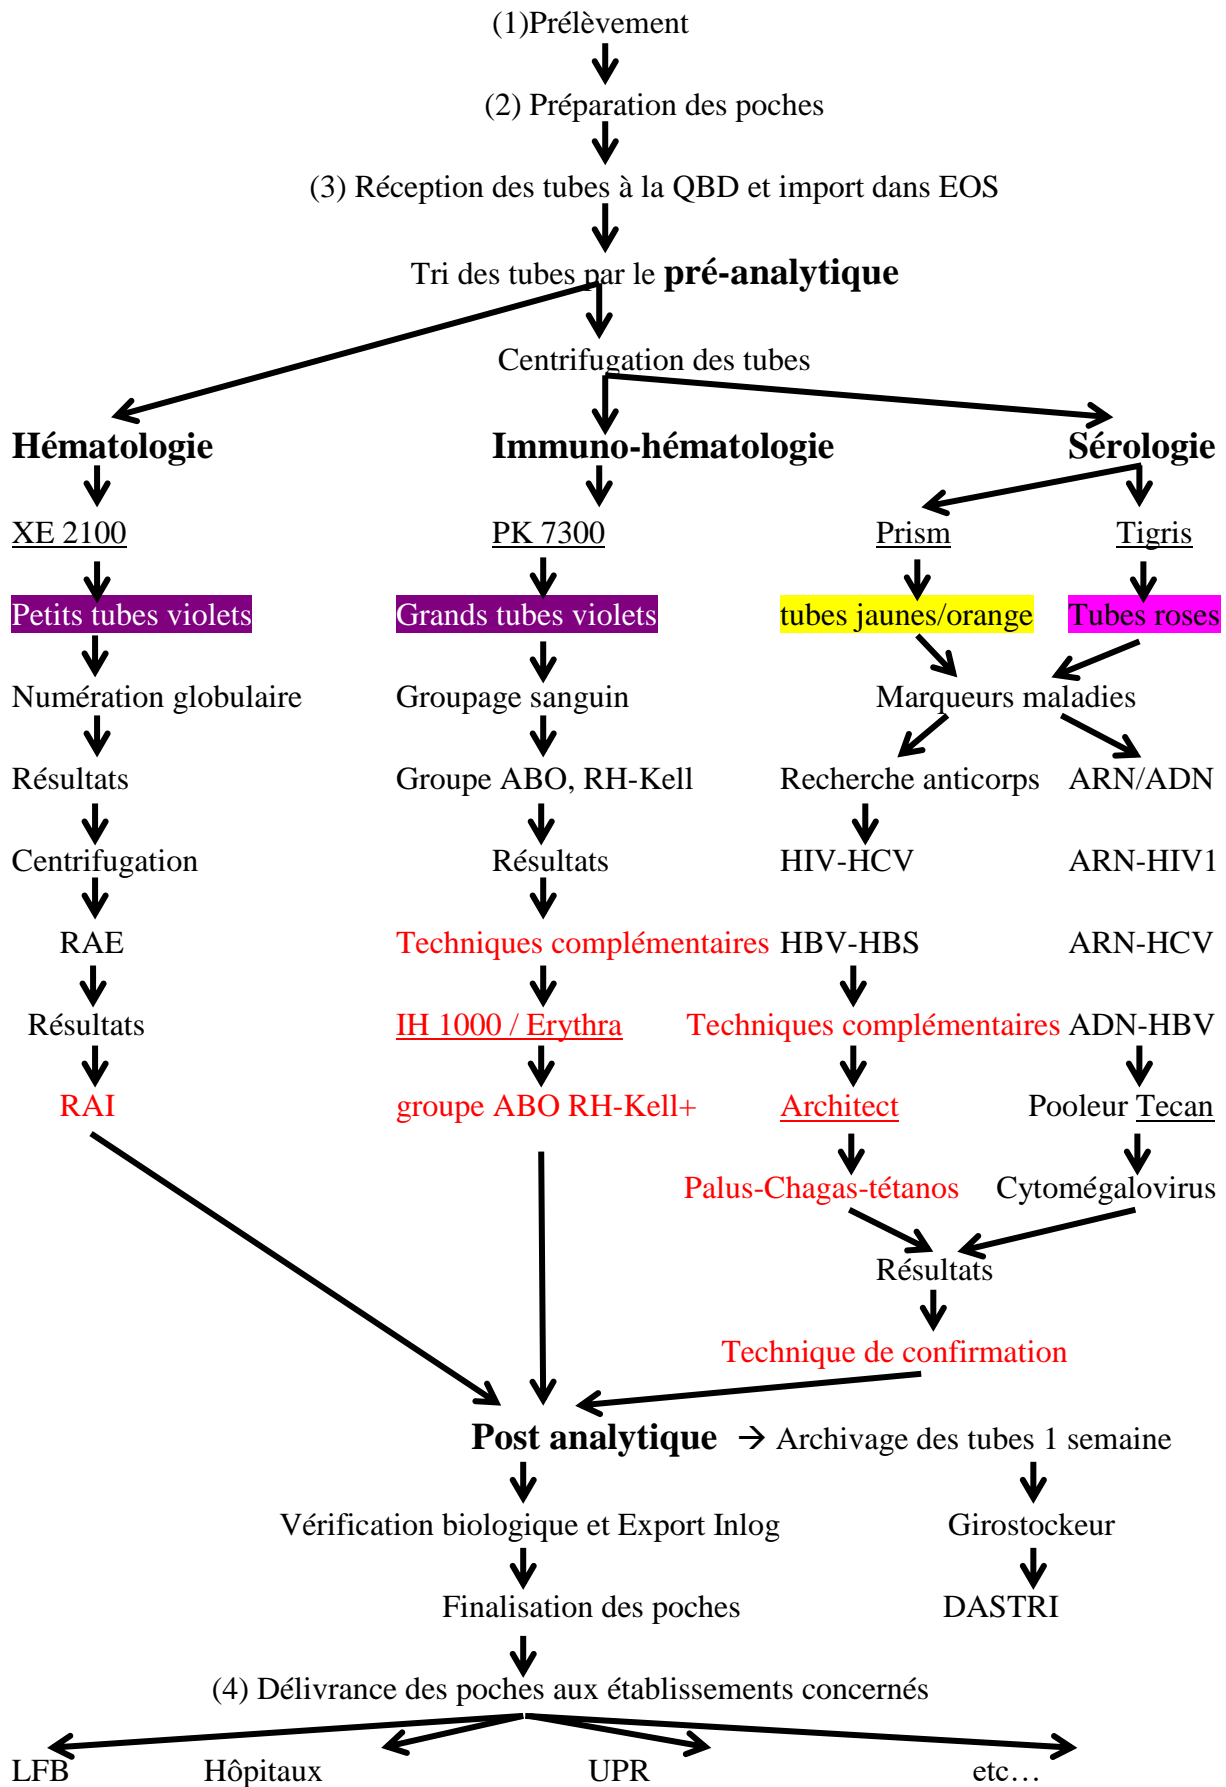 (1)Prélèvement
(2) Préparation des poches
(3) Réception des tubes à la QBD et import dans EOS
Tri des tubes par le pré-analytique
Centrifugation des tubes
Hématologie Immuno-hématologie Sérologie
XE 2100 PK 7300 Prism Tigris
Petits tubes violets Grands tubes violets tubes jaunes/orange Tubes roses
Numération globulaire Groupage sanguin Marqueurs maladies
Résultats Groupe ABO, RH-Kell Recherche anticorps ARN/ADN
Centrifugation Résultats HIV-HCV ARN-HIV1
RAE Techniques complémentaires HBV-HBS ARN-HCV
Résultats IH 1000 / Erythra Techniques complémentaires ADN-HBV
RAI groupe ABO RH-Kell+ Architect Pooleur Tecan
Palus-Chagas-tétanos Cytomégalovirus
Résultats
Technique de confirmation
Post analytique → Archivage des tubes 1 semaine
Vérification biologique et Export Inlog Girostockeur
Finalisation des poches DASTRI
(4) Délivrance des poches aux établissements concernés
LFB Hôpitaux UPR etc…